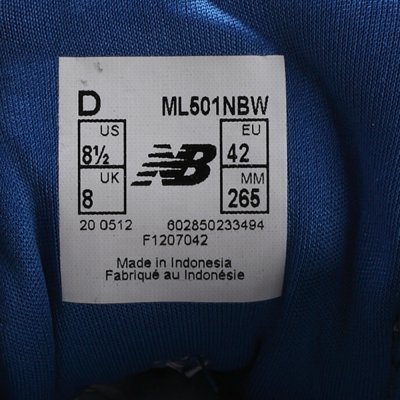 D ML501NBW
US EU
8½ NB 42
UK MM
8 265
20 0512 602850233494
F1207042
Made in Indonesia
Fabriqué au Indonésie